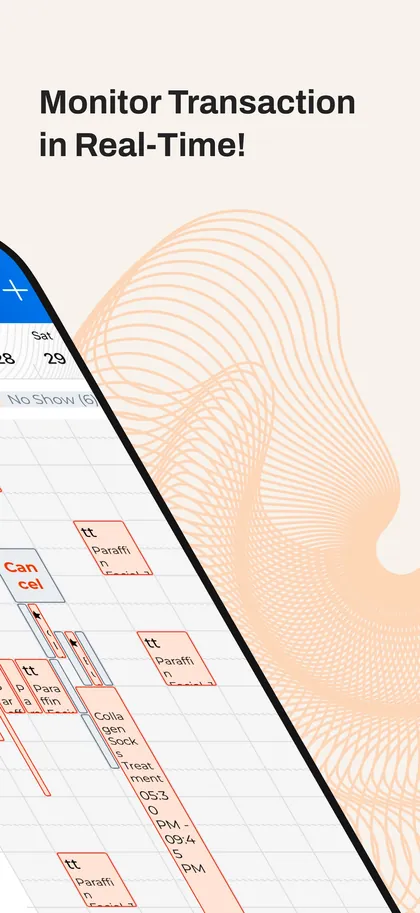 Monitor Transaction
in Real-Time!
Sat
28
29
No Show (6)
tt
Paraffi
n
Can
cel
tt
Paraffi
n
tt
Para
ffin
Colla
gen
Sock
s
Treat
ment
05:3
0
PM -
09:4
5
PM
tt
Paraffi
n